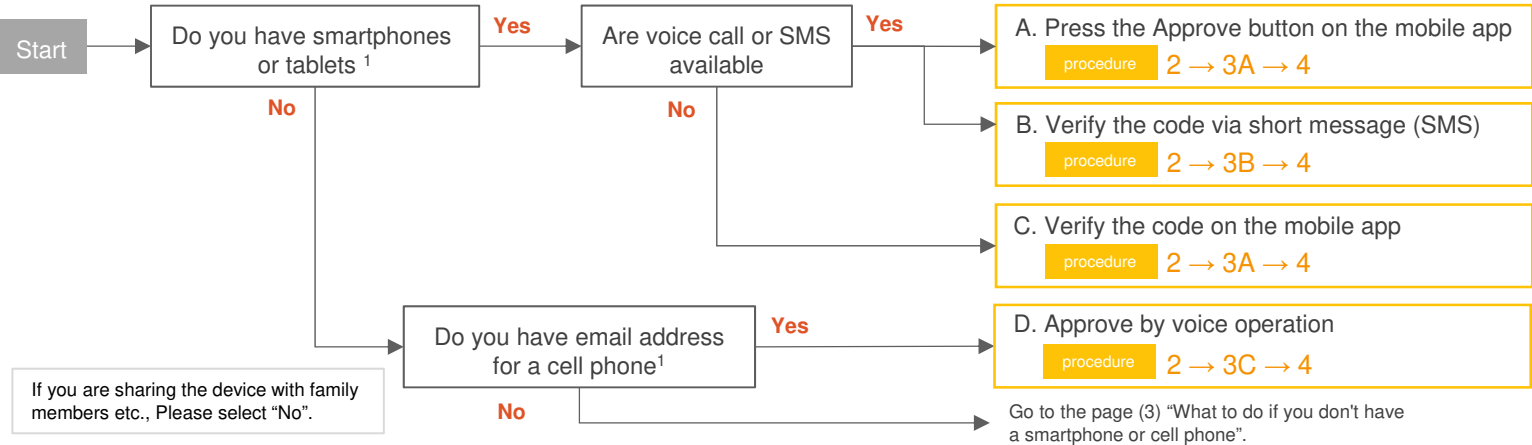 Start
Do you have smartphones
or tablets 1
Yes
No
Are voice call or SMS
available
Yes
No
A. Press the Approve button on the mobile app
procedure 2 → 3A → 4
B. Verify the code via short message (SMS)
procedure 2 → 3B → 4
C. Verify the code on the mobile app
procedure 2 → 3A → 4
Do you have email address
for a cell phone1
Yes
No
D. Approve by voice operation
procedure 2 → 3C → 4
If you are sharing the device with family
members etc., Please select “No”.
Go to the page (3) “What to do if you don't have
a smartphone or cell phone”.